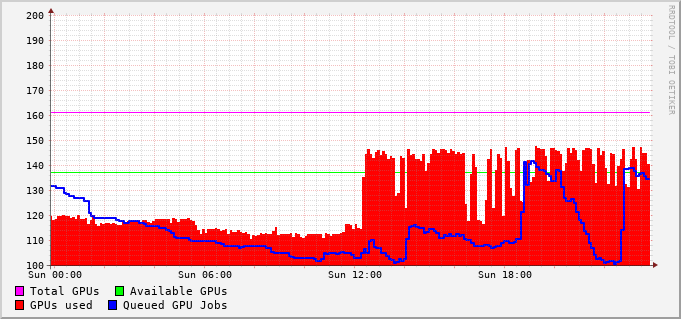 200
190
180
170
160
150
140
130
120
110
100
Sun 00:00 Sun 06:00 Sun 12:00 Sun 18:00
Total GPUs Available GPUs
GPUs used Queued GPU Jobs
RRDTOOL / TOBI OETIKER